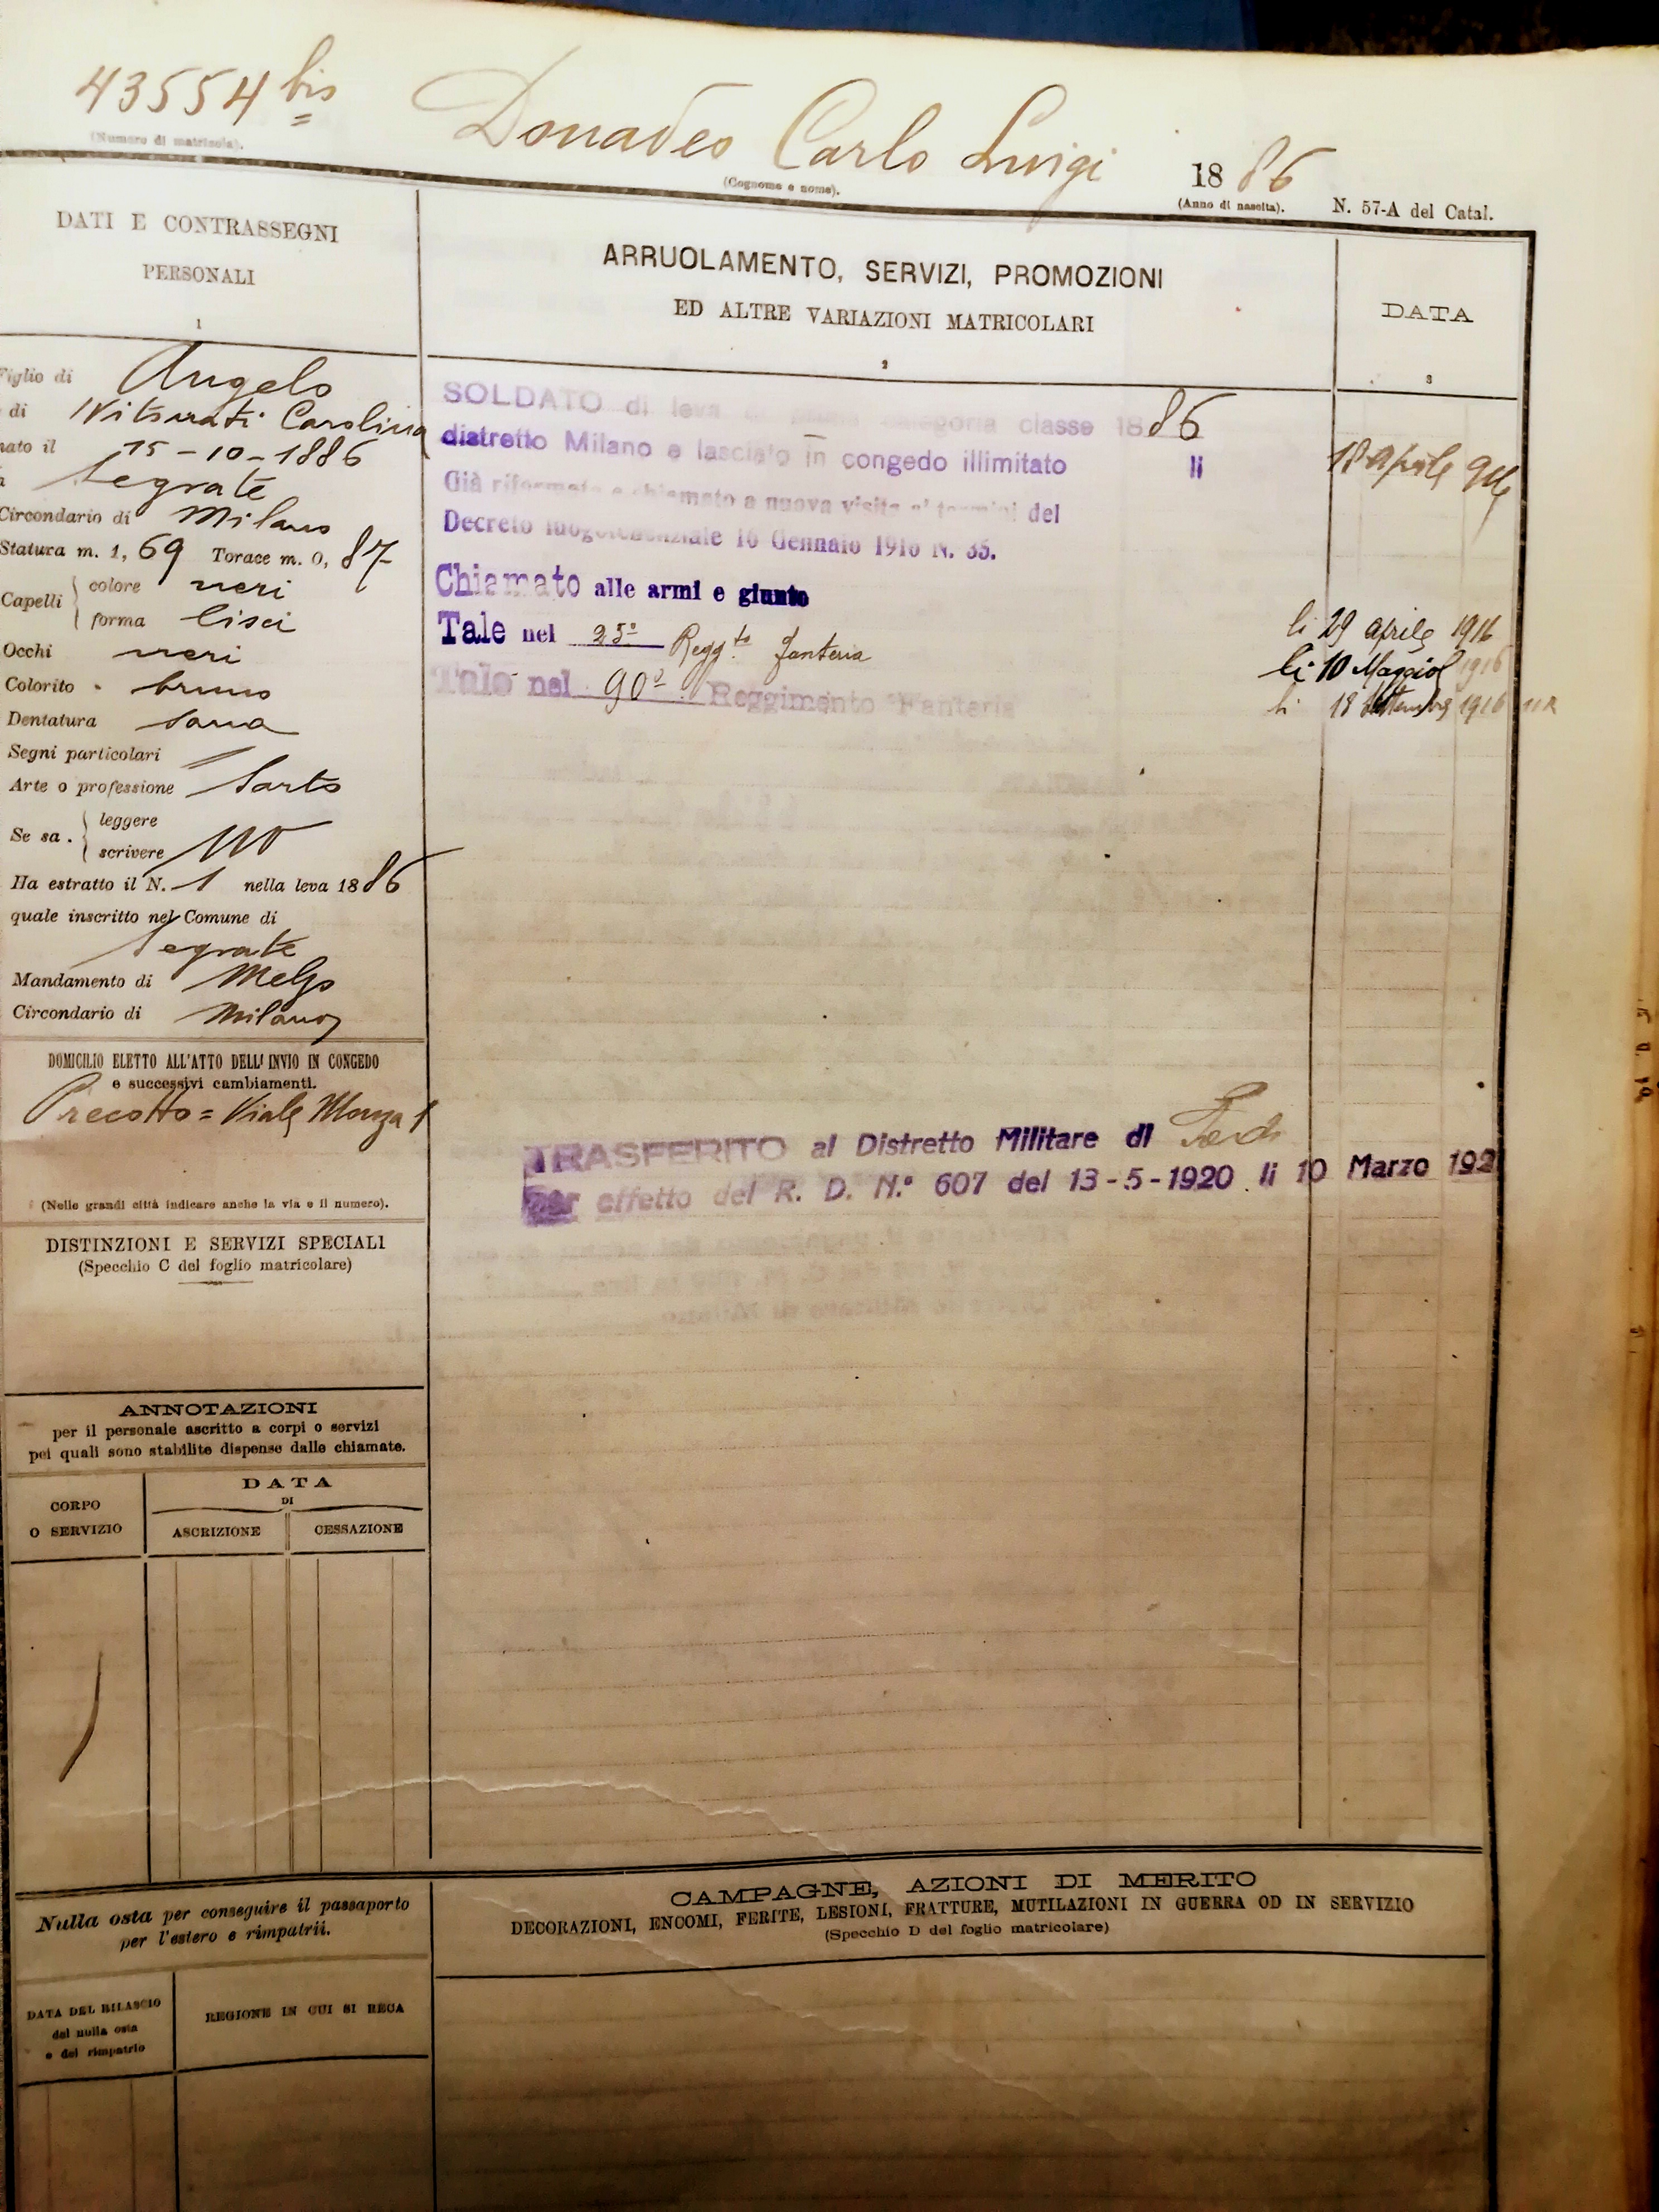 43554 bis Donadeo Carlo Luigi 1886
(Numero di matricola). (Cognome e nome). (Anno di nascita). N. 57-A del Catal.
DATI E CONTRASSEGNI
PERSONALI
1
ARRUOLAMENTO, SERVIZI, PROMOZIONI
ED ALTRE VARIAZIONI MATRICOLARI
2
DATA
3
Figlio di Angelo
di Carolina
nato il 15-10-1886
Segrate
Circondario di Milano
Statura m. 1, 69 Torace m. 0, 87
Capelli colore neri
forma lisci
Occhi neri
Colorito bruno
Dentatura sana
Segni particolari
Arte o professione Sarto
Se sa leggere
scrivere no
Ha estratto il N. 1 nella leva 1886
quale inscritto nel Comune di
Segrate
Mandamento di Melzo
Circondario di Milano
DOMICILIO ELETTO ALL'ATTO DELL'INVIO IN CONGEDO
e successivi cambiamenti.
Precotto = Viale Monza 1
(Nelle grandi città indicare anche la via e il numero).
DISTINZIONI E SERVIZI SPECIALI
(Specchio C del foglio matricolare)
ANNOTAZIONI
per il personale ascritto a corpi o servizi
pei quali sono stabilite dispense dalle chiamate.
CORPO
O SERVIZIO
DATA
DI
ASCRIZIONE CESSAZIONE
Nulla osta per conseguire il passaporto
per l'estero e rimpatrii.
DATA DEL RILASCIO
del nulla osta
e del rimpatrio
REGIONE IN CUI SI RECA
SOLDATO di leva categoria classe 1886
distretto Milano e lasciato in congedo illimitato li 18 aprile 916
Già riformato e chiamato a nuova visita a' termini del
Decreto luogotenenziale 16 Gennaio 1916 N. 35.
Chiamato alle armi e giunto li 29 aprile 1916
Tale nel 25° Regg.to fanteria li 10 Maggio 1916
Tale nel 90° Reggimento Fanteria li 18 Settembre 1916
TRASFERITO al Distretto Militare di
per effetto del R. D. N.° 607 del 13-5-1920 li 10 Marzo 192
CAMPAGNE, AZIONI DI MERITO
DECORAZIONI, ENCOMI, FERITE, LESIONI, FRATTURE, MUTILAZIONI IN GUERRA OD IN SERVIZIO
(Specchio D del foglio matricolare)